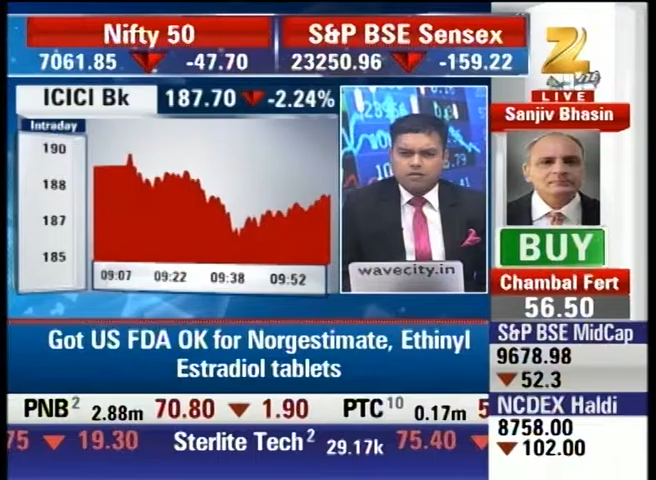 Nifty 50
7061.85 -47.70
S&P BSE Sensex
23250.96 -159.22
Z
LIVE
ICICI Bk 187.70 -2.24%
Intraday
190
188
187
185
09:07 09:22 09:38 09:52
wavecity.in
Sanjiv Bhasin
BUY
Chambal Fert
56.50
Got US FDA OK for Norgestimate, Ethinyl
Estradiol tablets
S&P BSE MidCap
9678.98
52.3
NCDEX Haldi
8758.00
102.00
PNB2 2.88m 70.80 1.90 PTC10 0.17m 5
75 19.30 Sterlite Tech2 29.17k 75.40